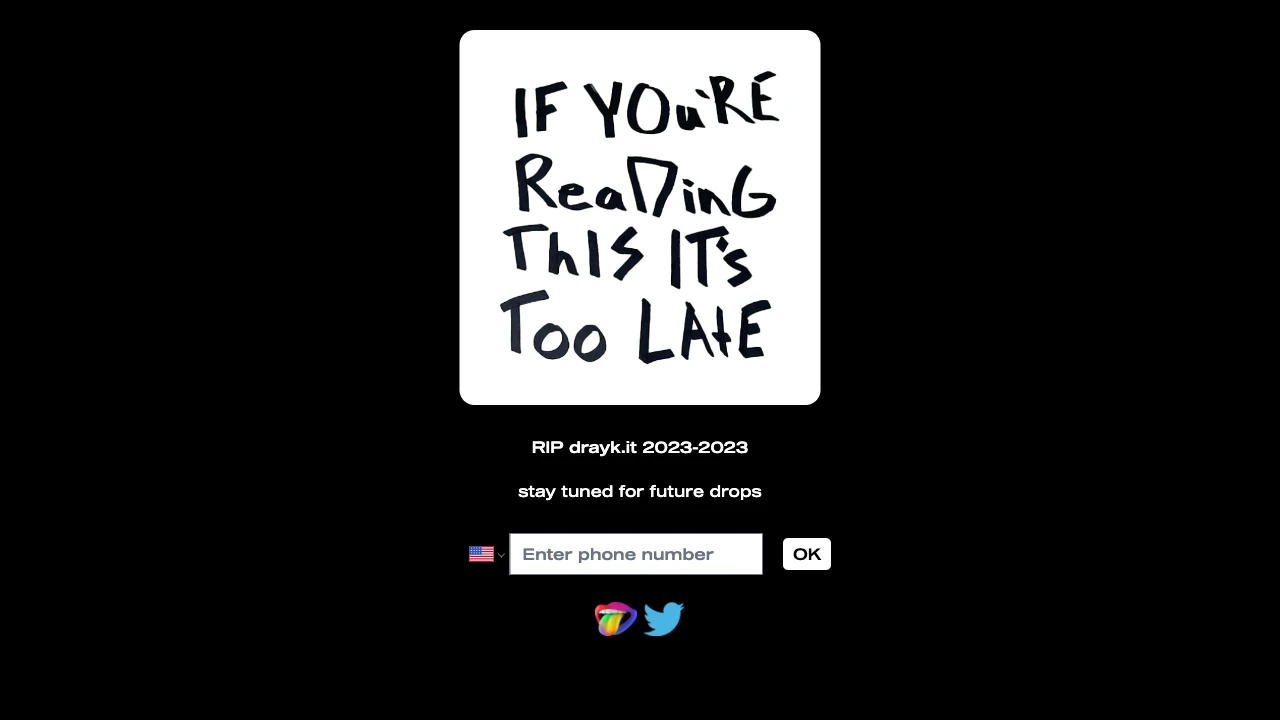 IF YOu'RE
ReaDinG
ThIS IT's
Too LAtE
RIP drayk.it 2023-2023
stay tuned for future drops
Enter phone number
OK